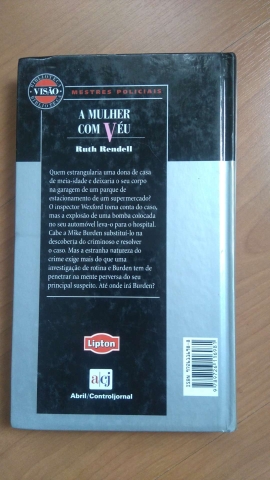 BIBLIOTECA
VISÃO
MESTRES POLICIAIS
A MULHER
COM VÉU
Ruth Rendell
Quem estrangularia uma dona de casa
de meia-idade e deixaria o seu corpo
na garagem de um parque de
estacionamento de um supermercado?
O inspector Wexford toma conta do caso,
mas a explosão de uma bomba colocada
no seu automóvel leva-o para o hospital.
Cabe a Mike Burden substituí-lo na
descoberta do criminoso e resolver
o caso. Mas a estranha natureza do
crime exige mais do que uma
investigação de rotina e Burden tem de
penetrar na mente perversa do seu
principal suspeito. Até onde irá Burden?
Lipton
a|cj
Abril/Controljornal